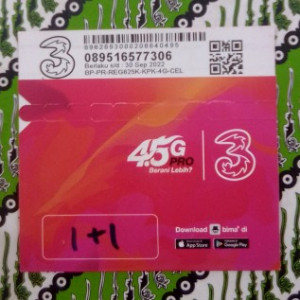 3
089516577306
Berlaku s/d : 30 Sep 2022
BP-PR/REG625K-KPK-4G-CEL
4.5G
PRO
Berani Lebih?
3
1+1
Download bima+ di
App Store
Google Play